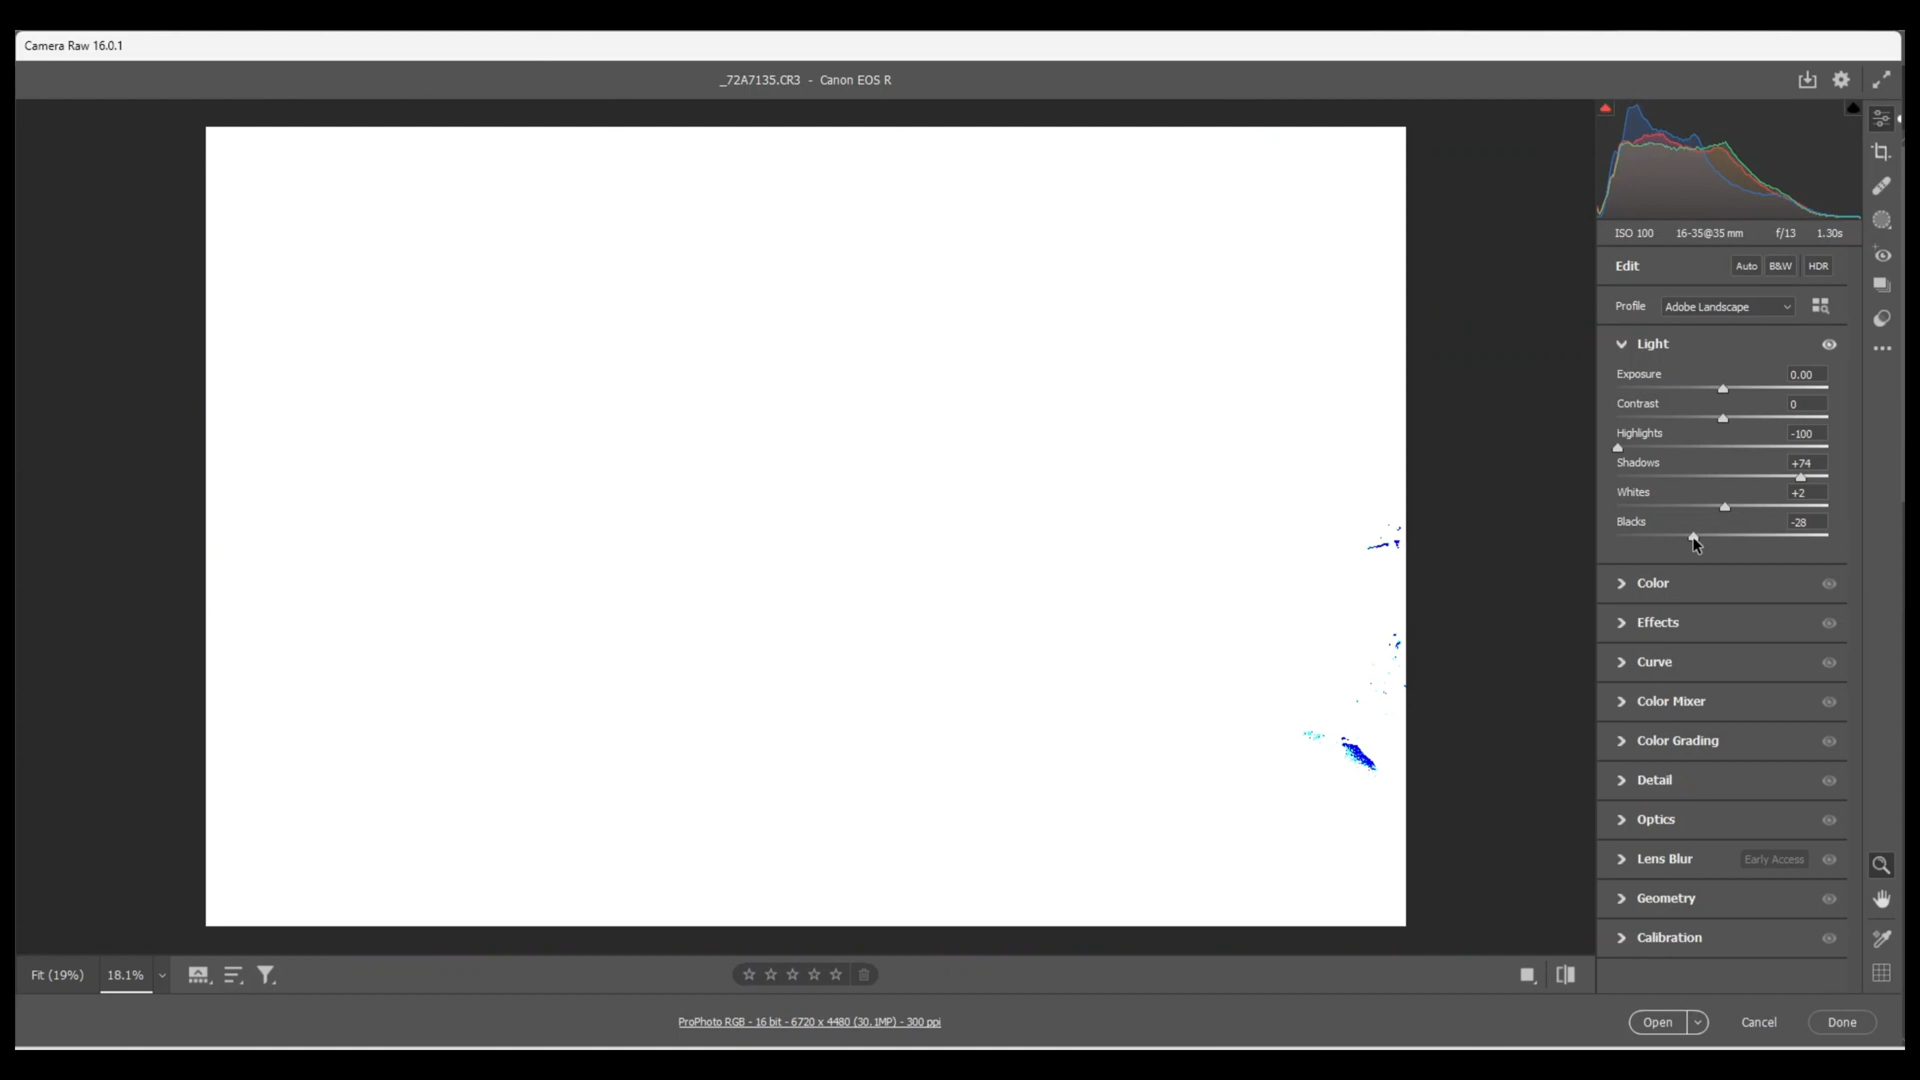 Camera Raw 16.0.1
_72A7135.CR3 - Canon EOS R
ISO 100 16-35@35 mm f/13 1.30s
Edit Auto B&W HDR
Profile Adobe Landscape
Light
Exposure 0.00
Contrast 0
Highlights -100
Shadows +74
Whites +2
Blacks -28
Color
Effects
Curve
Color Mixer
Color Grading
Detail
Optics
Lens Blur Early Access
Geometry
Calibration
Fit (19%) 18.1%
ProPhoto RGB - 16 bit - 6720 x 4480 (30.1MP) - 300 ppi
Open Cancel Done